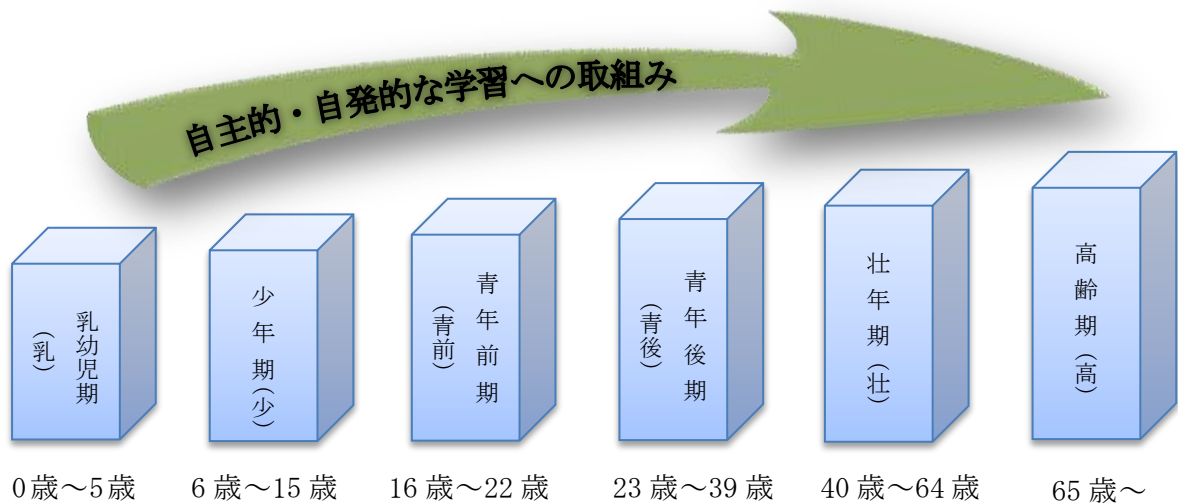 自主的・自発的な学習への取組み
乳幼児期
(乳)
少年期(少)
青年前期
(青前)
青年後期
(青後)
壮年期(壮)
高齢期(高)
0歳～5歳
6歳～15歳
16歳～22歳
23歳～39歳
40歳～64歳
65歳～